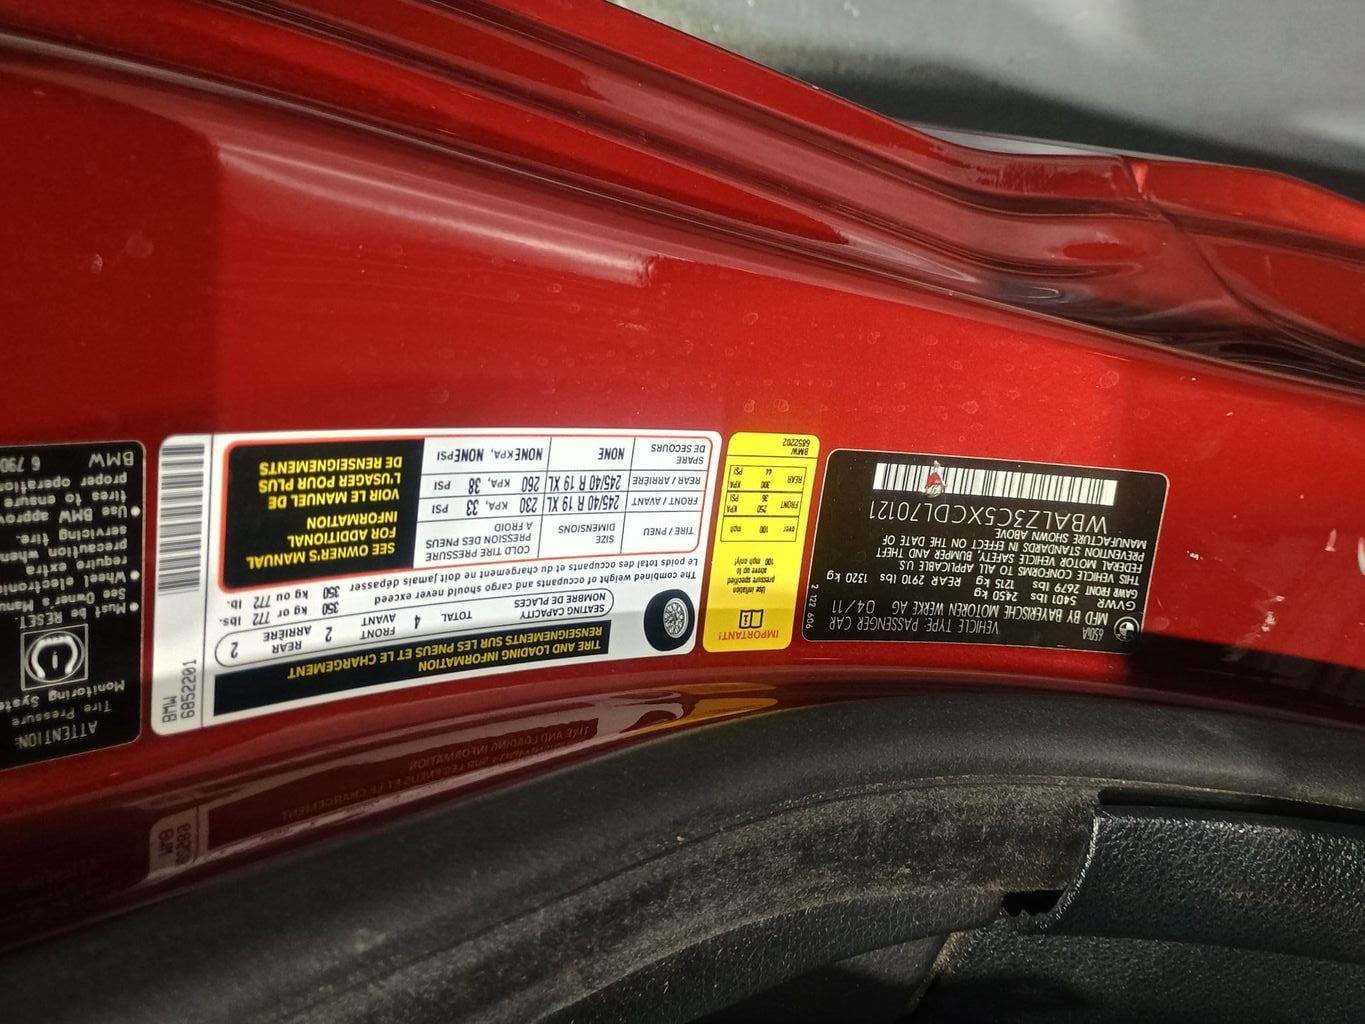 650iA
VEHICLE TYPE: PASSENGER CAR
MFD BY BAYERISCHE MOTOREN WERKE AG 04/11
GVWR 5401 lbs 2450 kg
GAWR FRONT 2679 kg 1215 kg REAR 2910 lbs 1320 kg
THIS VEHICLE CONFORMS TO ALL APPLICABLE US
FEDERAL MOTOR VEHICLE SAFETY, BUMPER AND THEFT
PREVENTION STANDARDS IN EFFECT ON THE DATE OF
MANUFACTURE SHOWN ABOVE
WBALZ3C5XCDL70121
2 122 606
IMPORTANT!
Use inflation
pressure specified
above up to
100 mph only!
over 100 mph
FRONT KPA 250
PSI 36
REAR KPA 300
PSI 44
BMW
6852202
TIRE AND LOADING INFORMATION
RENSEIGNEMENTS SUR LES PNEUS ET LE CHARGEMENT
SEATING CAPACITY
NOMBRE DE PLACES
TOTAL 4
FRONT
AVANT 2
REAR
ARRIÈRE 2
The combined weight of occupants and cargo should never exceed 350 kg or 772 lbs.
Le poids total des occupants et du chargement ne doit jamais dépasser 350 kg ou 772 lb.
TIRE / PNEU
SIZE
DIMENSIONS
COLD TIRE PRESSURE
PRESSION DES PNEUS
A FROID
FRONT / AVANT 245/40 R 19 XL 230 KPA, 33 PSI
REAR / ARRIÈRE 245/40 R 19 XL 260 KPA, 38 PSI
SPARE
DE SECOURS NONE NONE KPA, NONE PSI
SEE OWNER'S MANUAL
FOR ADDITIONAL
INFORMATION
VOIR LE MANUEL DE
L'USAGER POUR PLUS
DE RENSEIGNEMENTS
BMW
6852201
ATTENTION:
Tire Pressure
Monitoring
RESET.
Must be
See Owner's
Wheel electronic
require extra
precaution when
servicing tire.
Use BMW
tires to ensure
proper operation
BMW 6 790